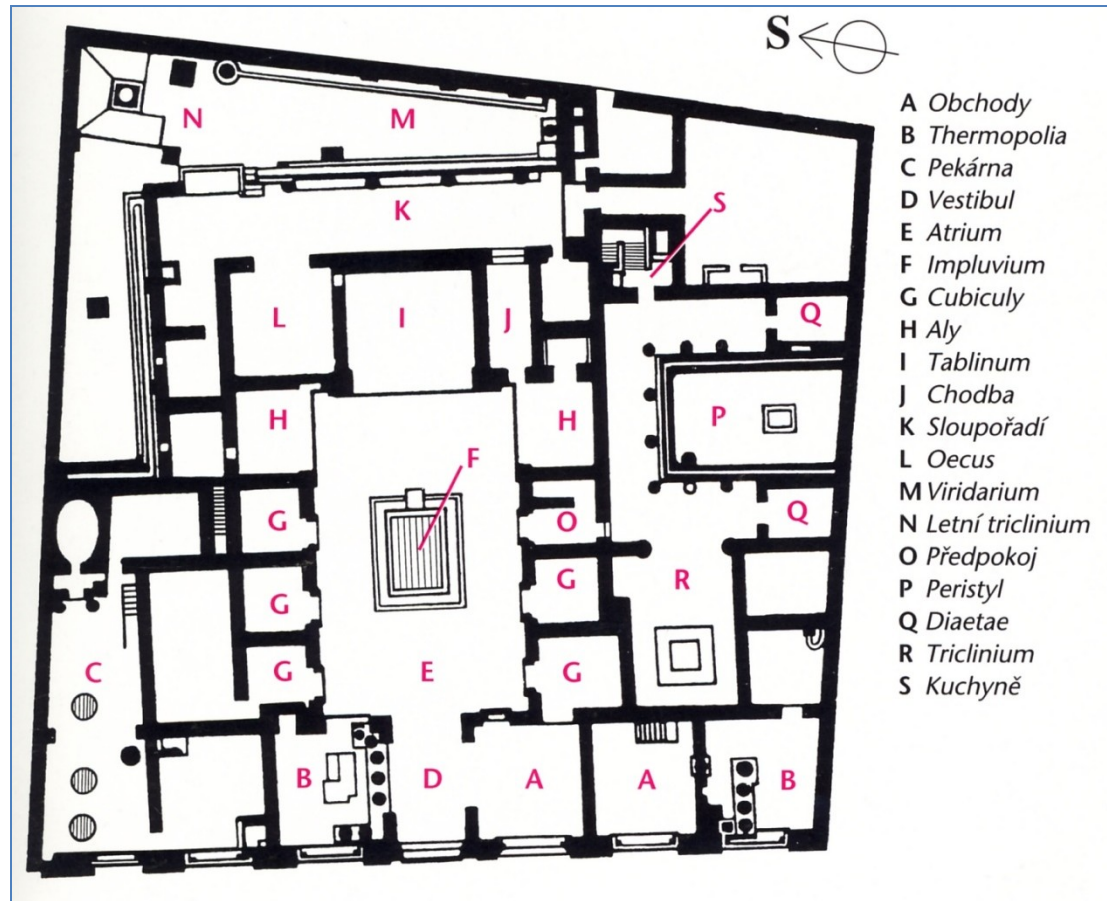 S
N M
K S
L I J Q
H H P
F
G O Q
G G R
C G E G
B D A A B
A Obchody
B Thermopolia
C Pekárna
D Vestibul
E Atrium
F Impluvium
G Cubiculy
H Aly
I Tablinum
J Chodba
K Sloupořadí
L Oecus
M Viridarium
N Letní triclinium
O Předpokoj
P Peristyl
Q Diaetae
R Triclinium
S Kuchyně